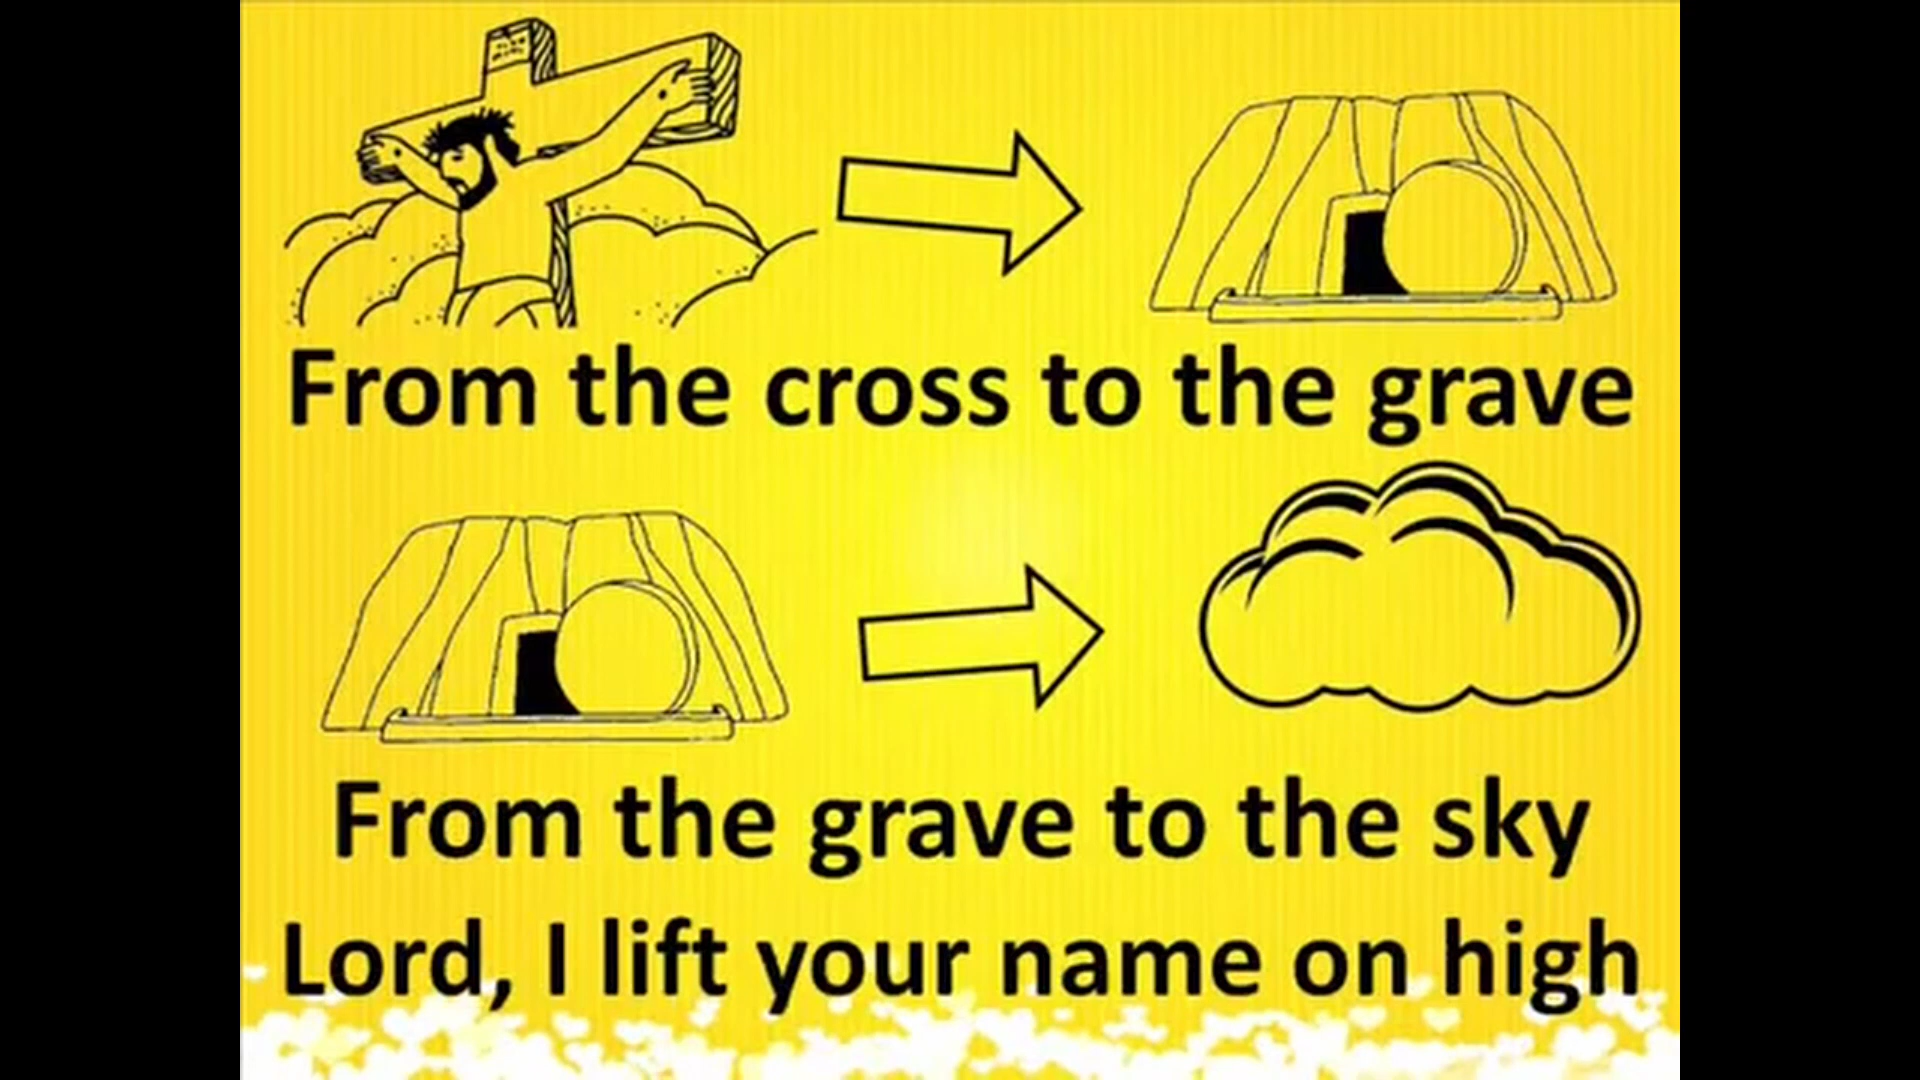 From the cross to the grave
From the grave to the sky
Lord, I lift your name on high